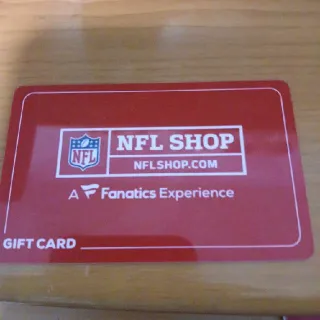 NFL
NFL SHOP
NFLSHOP.COM
A Fanatics Experience
GIFT CARD